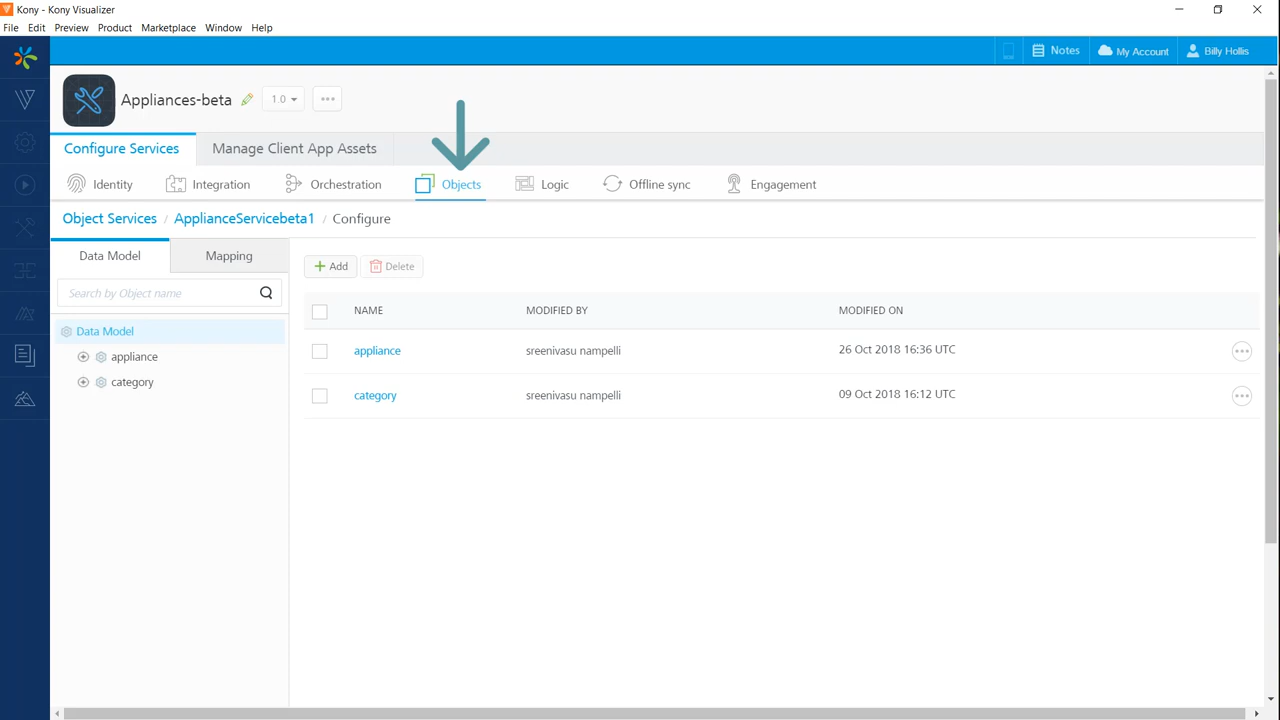 Kony - Kony Visualizer
File Edit Preview Product Marketplace Window Help
Notes My Account Billy Hollis
Appliances-beta 1.0
Configure Services Manage Client App Assets
Identity Integration Orchestration Objects Logic Offline sync Engagement
Object Services / ApplianceServicebeta1 / Configure
Data Model Mapping
Add Delete
Search by Object name
NAME MODIFIED BY MODIFIED ON
Data Model
appliance sreenivasu nampelli 26 Oct 2018 16:36 UTC
appliance
category
category sreenivasu nampelli 09 Oct 2018 16:12 UTC